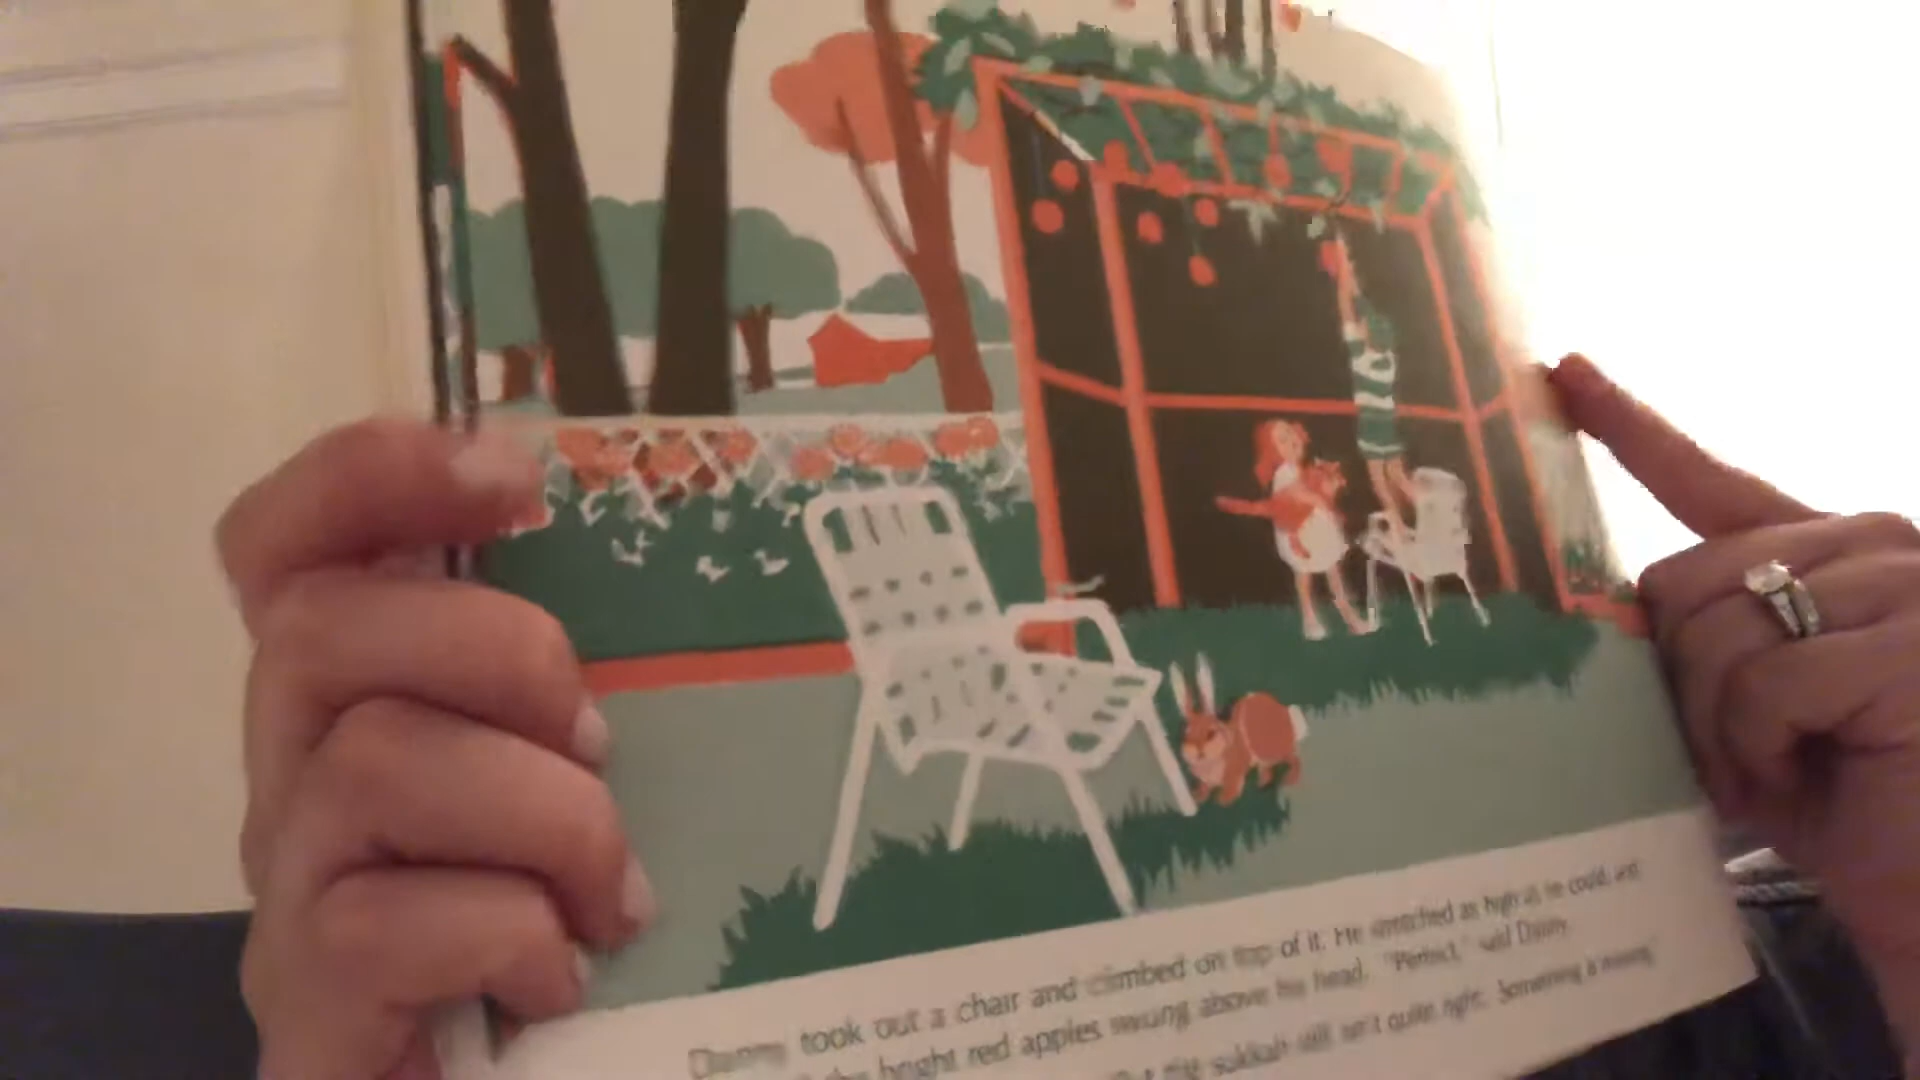 Danny took out a chair and climbed on top of it. He stretched as high as he could, and
the bright red apples swung above his head. "Perfect," said Danny.
the sukkah still isn't quite right. Something is missing."